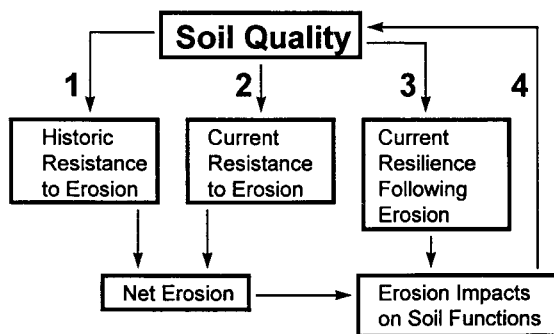 Soil Quality
1
2
3
4
Historic
Resistance
to Erosion
Current
Resistance
to Erosion
Current
Resilience
Following
Erosion
Net Erosion
Erosion Impacts
on Soil Functions